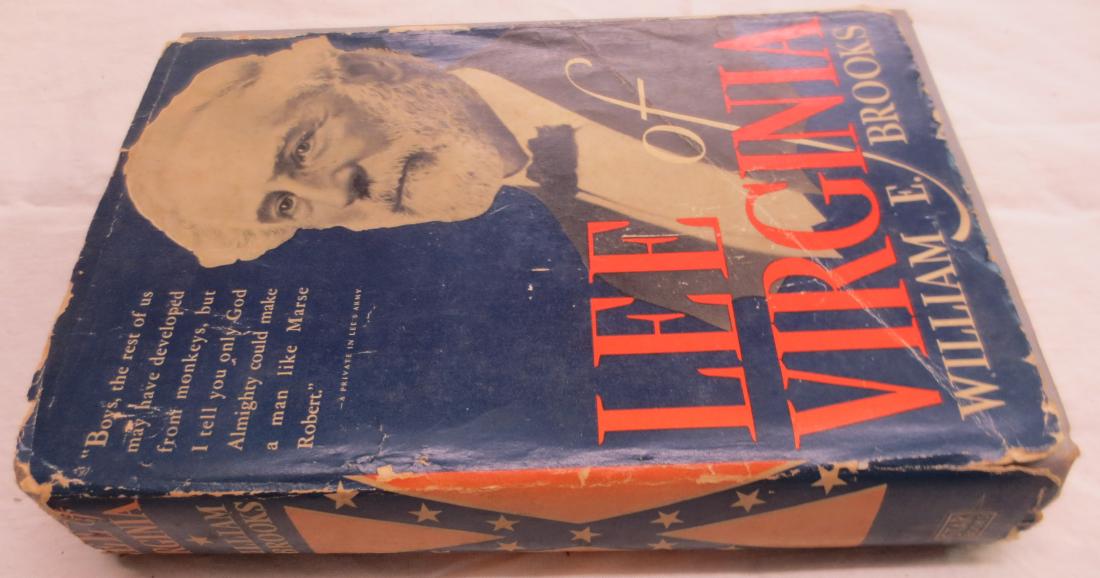 "Boys, the rest of us
may have developed
from monkeys, but
I tell you only God
Almighty could make
a man like Marse
Robert."
—A PRIVATE IN LEE'S ARMY
LEE of
VIRGINIA
WILLIAM E. BROOKS
VIRGINIA
WILLIAM
BROOKS